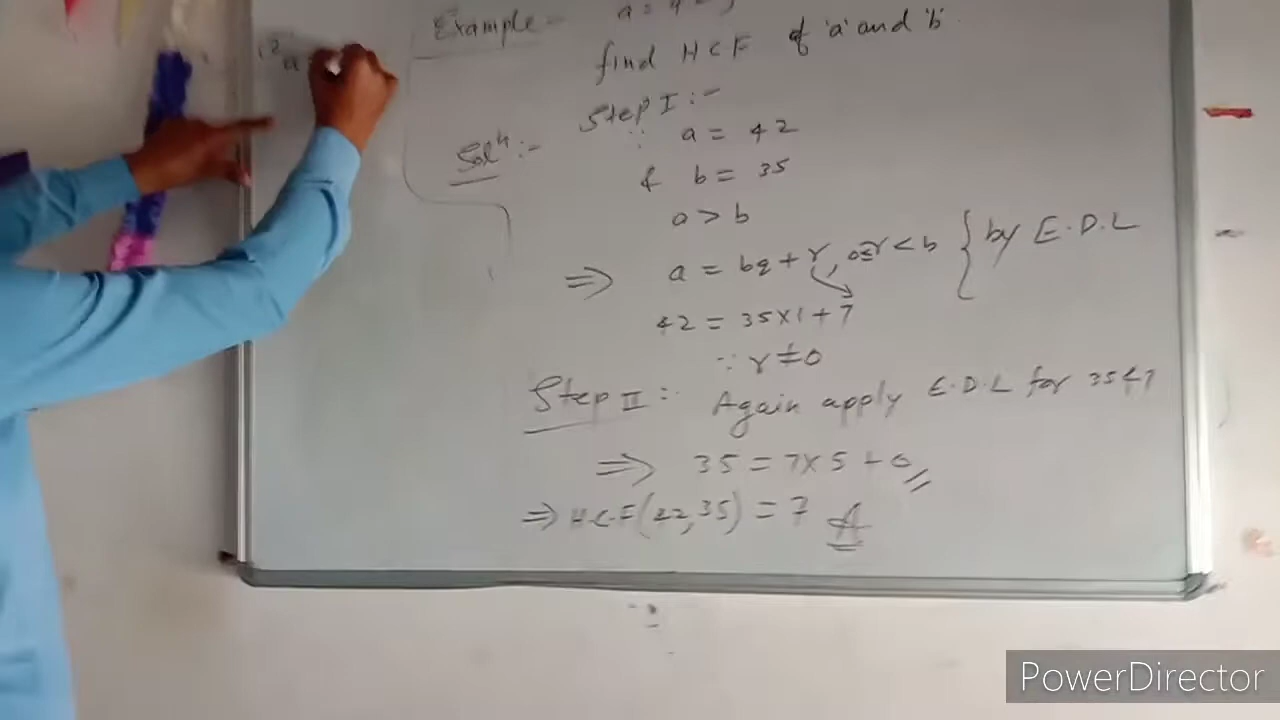 Example:-
find HCF of 'a' and 'b'
Step I :-
Solⁿ :-
∵ a = 42
& b = 35
a > b
⇒ a = bq + r, 0≤r<b } by E.D.L
42 = 35×1+7
∵ r ≠ 0
Step II :- Again apply E.D.L for 35 & 7
⇒ 35 = 7×5+0
⇒ H.C.F(42,35) = 7 A
PowerDirector